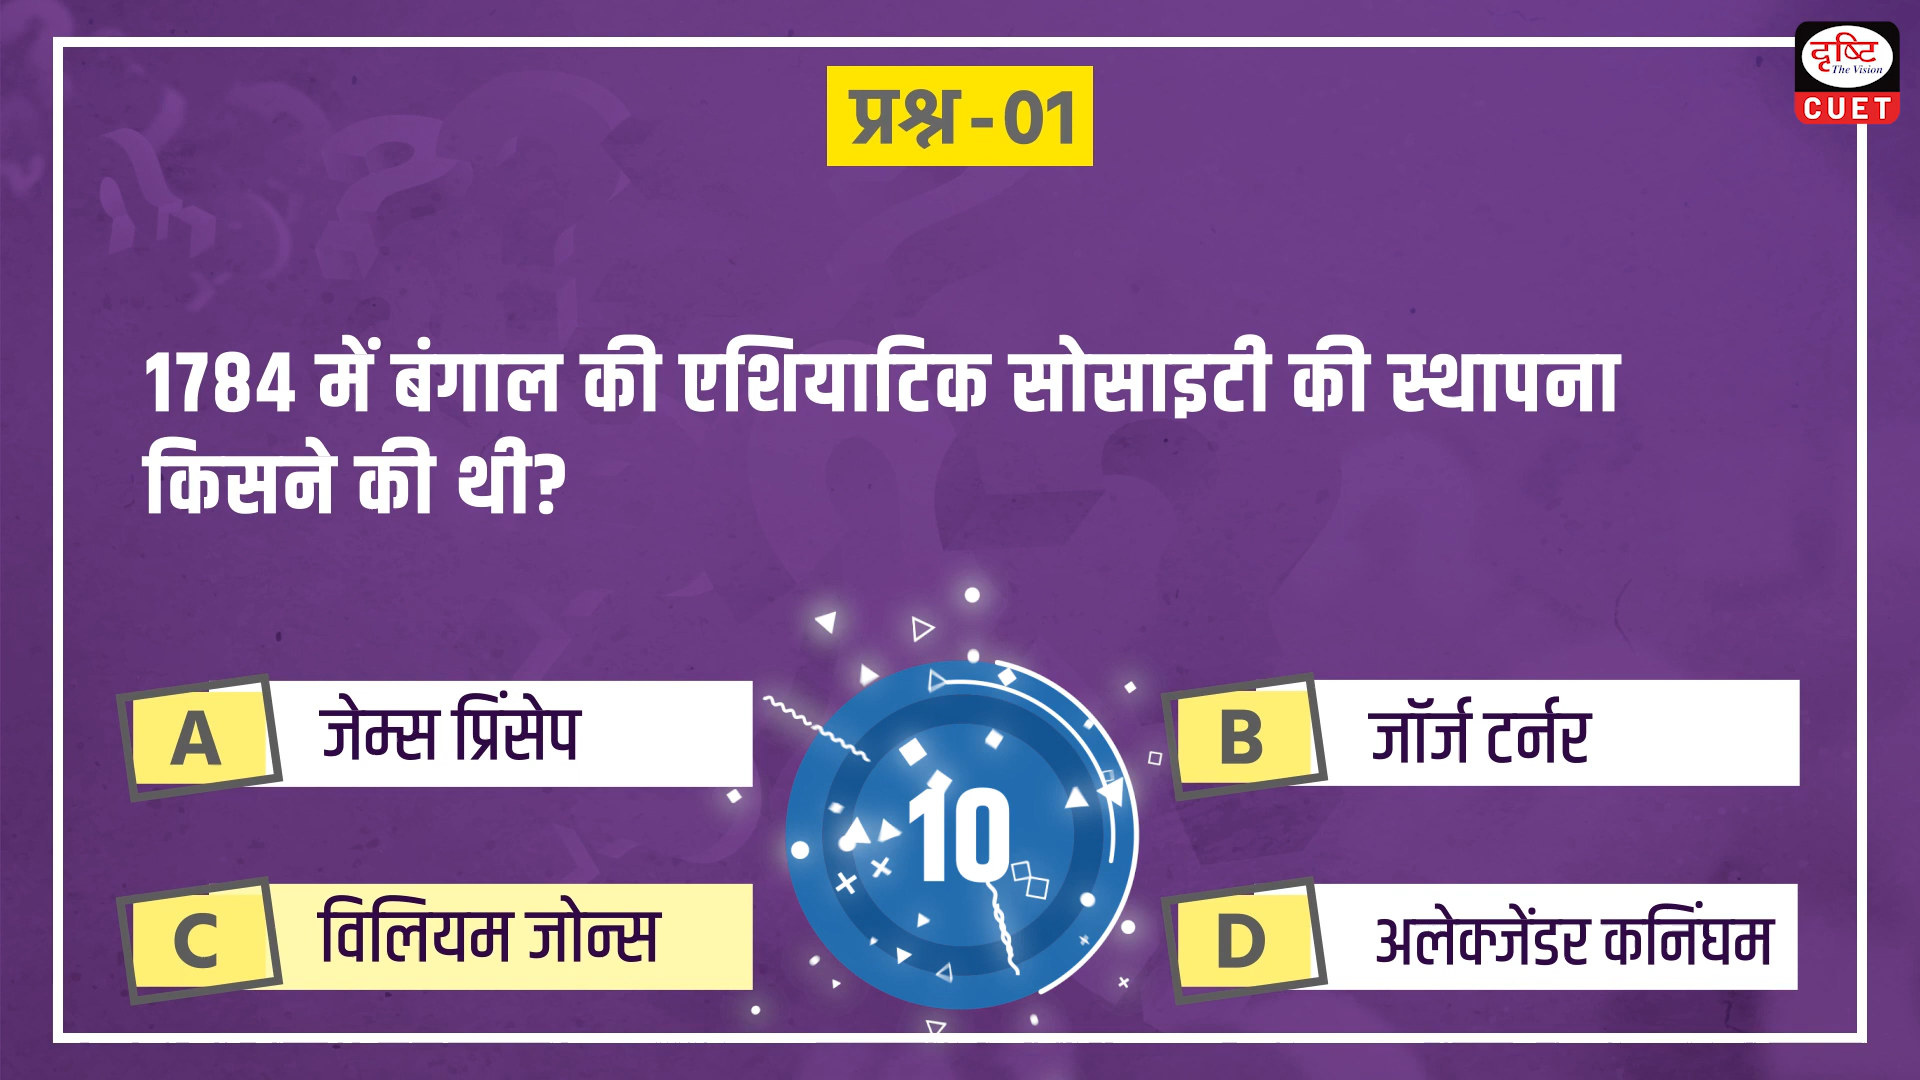 दृष्टि
The Vision
CUET
प्रश्न-01
1784 में बंगाल की एशियाटिक सोसाइटी की स्थापना
किसने की थी?
A जेम्स प्रिंसेप
B जॉर्ज टर्नर
10
C विलियम जोन्स
D अलेक्जेंडर कनिंघम